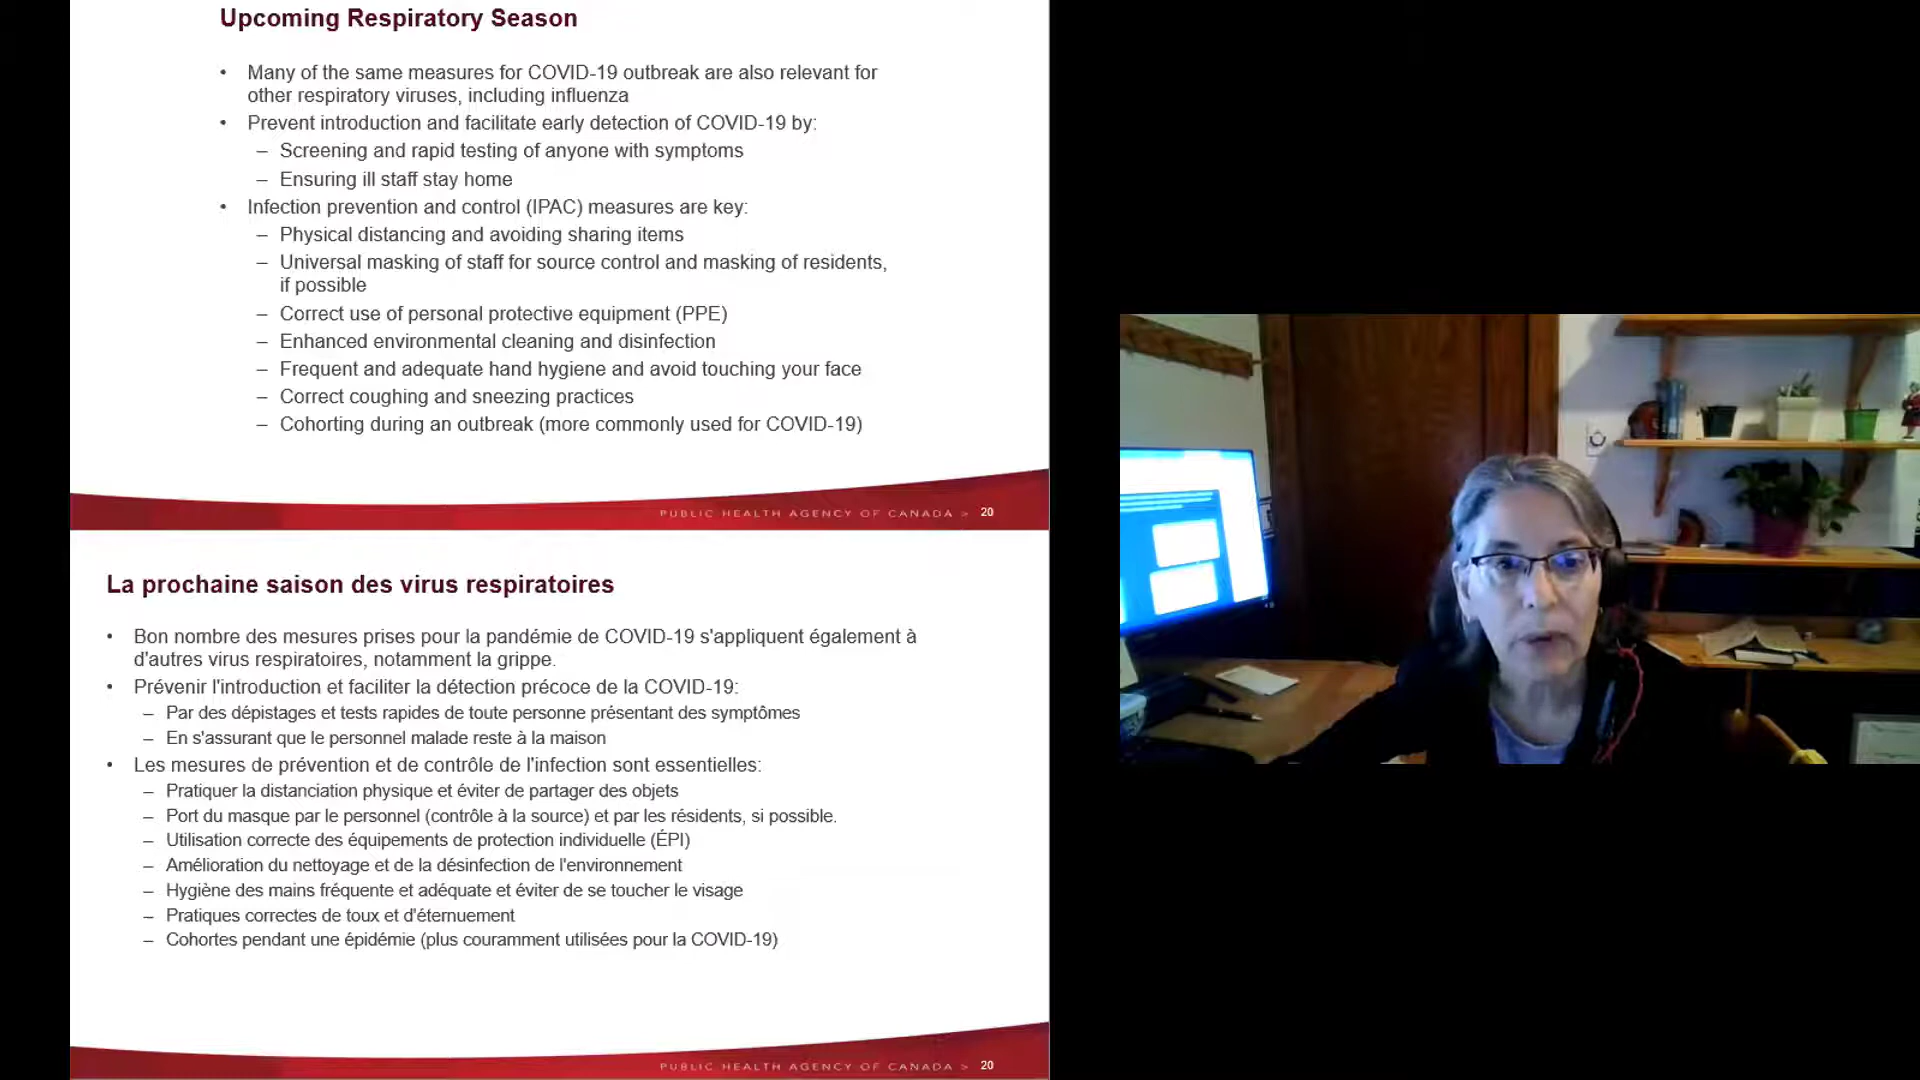 Upcoming Respiratory Season
• Many of the same measures for COVID-19 outbreak are also relevant for
other respiratory viruses, including influenza
• Prevent introduction and facilitate early detection of COVID-19 by:
– Screening and rapid testing of anyone with symptoms
– Ensuring ill staff stay home
• Infection prevention and control (IPAC) measures are key:
– Physical distancing and avoiding sharing items
– Universal masking of staff for source control and masking of residents,
if possible
– Correct use of personal protective equipment (PPE)
– Enhanced environmental cleaning and disinfection
– Frequent and adequate hand hygiene and avoid touching your face
– Correct coughing and sneezing practices
– Cohorting during an outbreak (more commonly used for COVID-19)
PUBLIC HEALTH AGENCY OF CANADA > 20
La prochaine saison des virus respiratoires
• Bon nombre des mesures prises pour la pandémie de COVID-19 s'appliquent également à
d'autres virus respiratoires, notamment la grippe.
• Prévenir l'introduction et faciliter la détection précoce de la COVID-19:
– Par des dépistages et tests rapides de toute personne présentant des symptômes
– En s'assurant que le personnel malade reste à la maison
• Les mesures de prévention et de contrôle de l'infection sont essentielles:
– Pratiquer la distanciation physique et éviter de partager des objets
– Port du masque par le personnel (contrôle à la source) et par les résidents, si possible.
– Utilisation correcte des équipements de protection individuelle (ÉPI)
– Amélioration du nettoyage et de la désinfection de l'environnement
– Hygiène des mains fréquente et adéquate et éviter de se toucher le visage
– Pratiques correctes de toux et d'éternuement
– Cohortes pendant une épidémie (plus couramment utilisées pour la COVID-19)
PUBLIC HEALTH AGENCY OF CANADA > 20